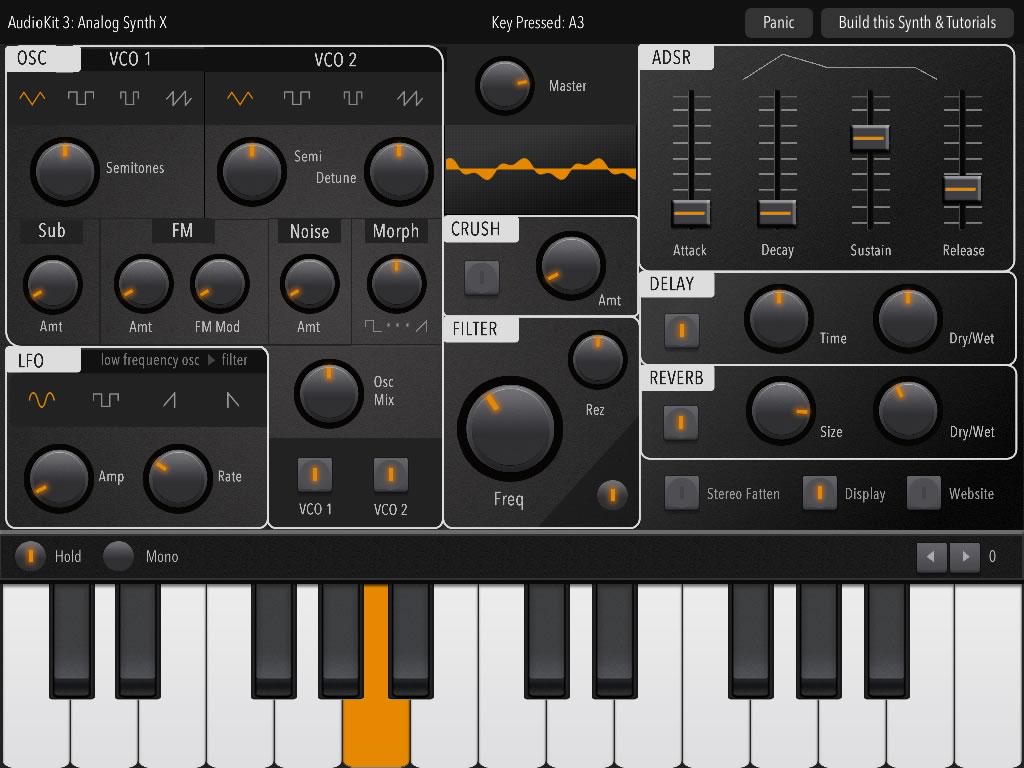 AudioKit 3: Analog Synth X
Key Pressed: A3
Panic
Build this Synth & Tutorials
OSC
VCO 1
VCO 2
Semitones
Semi
Detune
Sub
FM
Noise
Morph
Amt
Amt
FM Mod
Amt
LFO
low frequency osc
filter
Amp
Rate
Osc
Mix
VCO 1
VCO 2
Master
CRUSH
Amt
FILTER
Rez
Freq
ADSR
Attack
Decay
Sustain
Release
DELAY
Time
Dry/Wet
REVERB
Size
Dry/Wet
Stereo Fatten
Display
Website
Hold
Mono
0